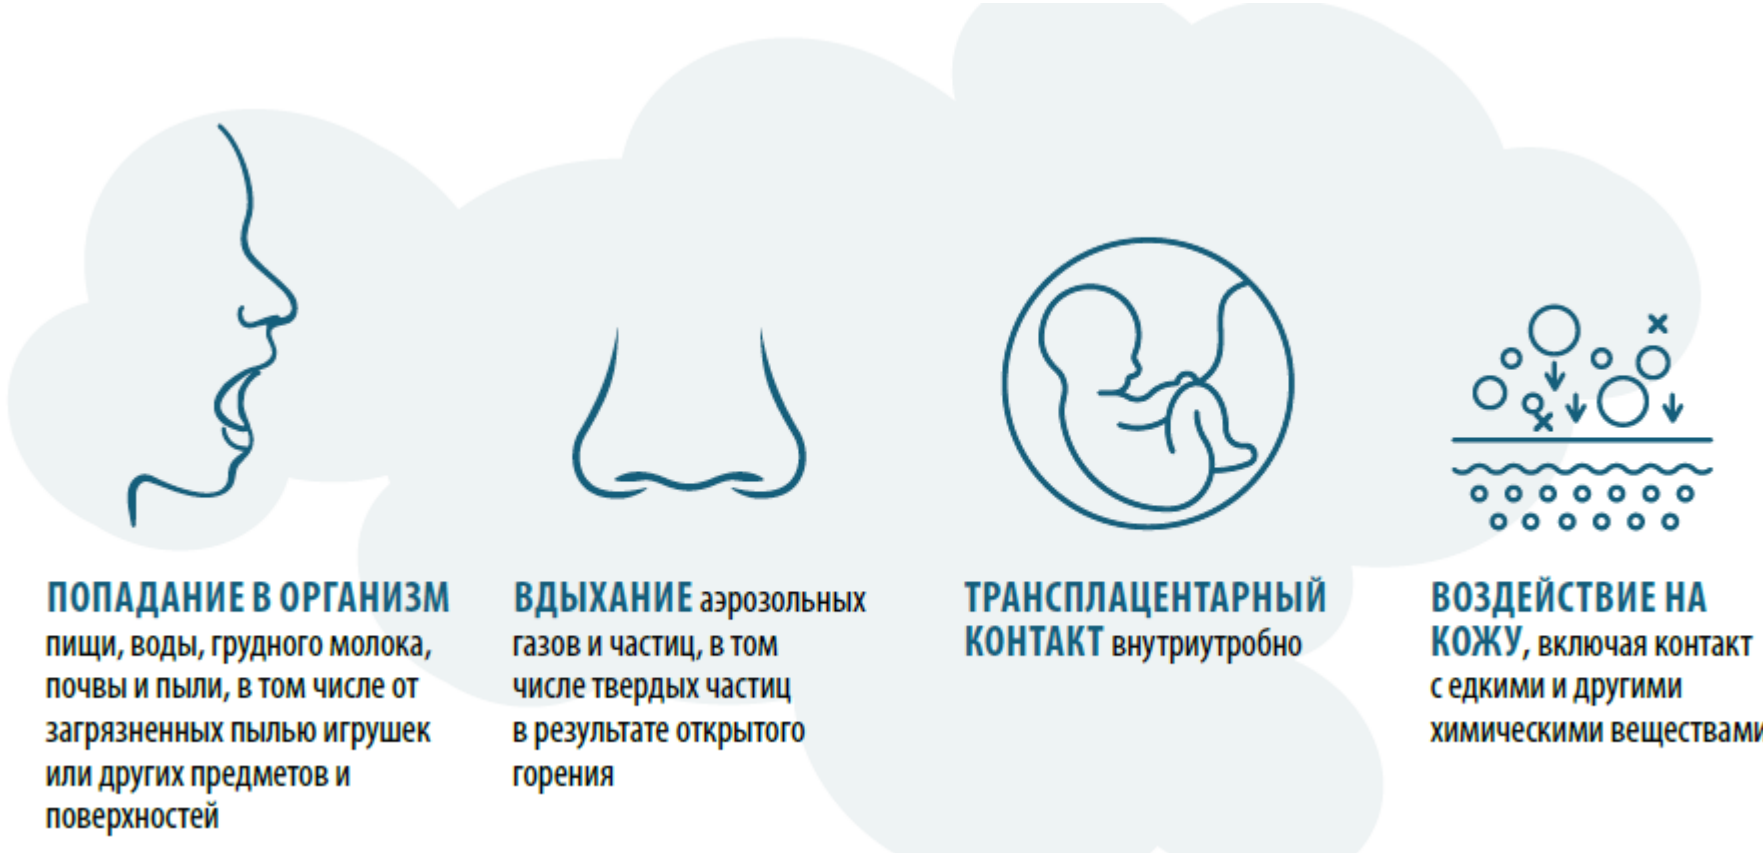 ПОПАДАНИЕ В ОРГАНИЗМ
пищи, воды, грудного молока,
почвы и пыли, в том числе от
загрязненных пылью игрушек
или других предметов и
поверхностей
ВДЫХАНИЕ аэрозольных
газов и частиц, в том
числе твердых частиц
в результате открытого
горения
ТРАНСПЛАЦЕНТАРНЫЙ
КОНТАКТ внутриутробно
ВОЗДЕЙСТВИЕ НА
КОЖУ, включая контакт
с едкими и другими
химическими веществами